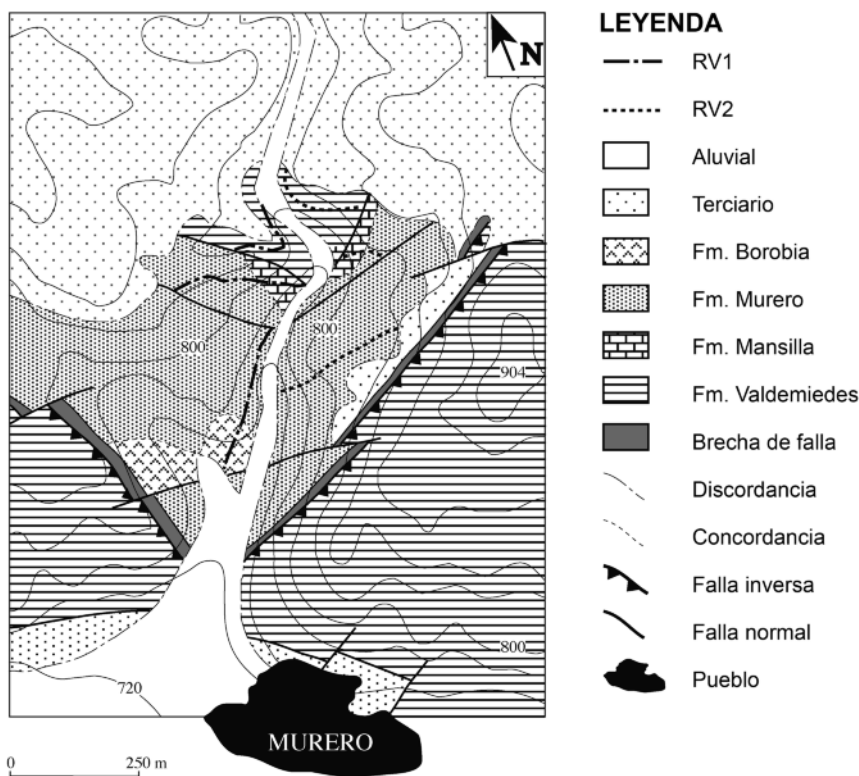 N
LEYENDA
RV1
RV2
Aluvial
Terciario
Fm. Borobia
Fm. Murero
Fm. Mansilla
Fm. Valdemiedes
Brecha de falla
Discordancia
Concordancia
Falla inversa
Falla normal
Pueblo
800
800
904
800
720
MURERO
0
250 m